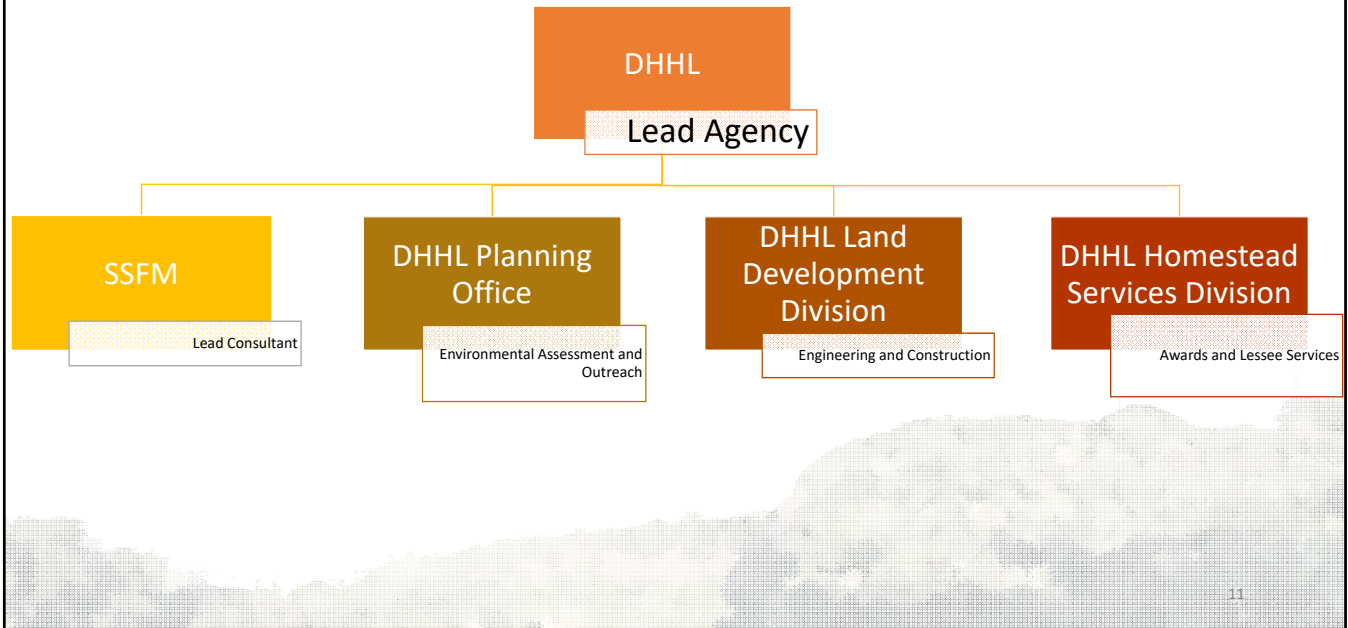 DHHL
Lead Agency
SSFM
Lead Consultant
DHHL Planning
Office
Environmental Assessment and
Outreach
DHHL Land
Development
Division
Engineering and Construction
DHHL Homestead
Services Division
Awards and Lessee Services
11